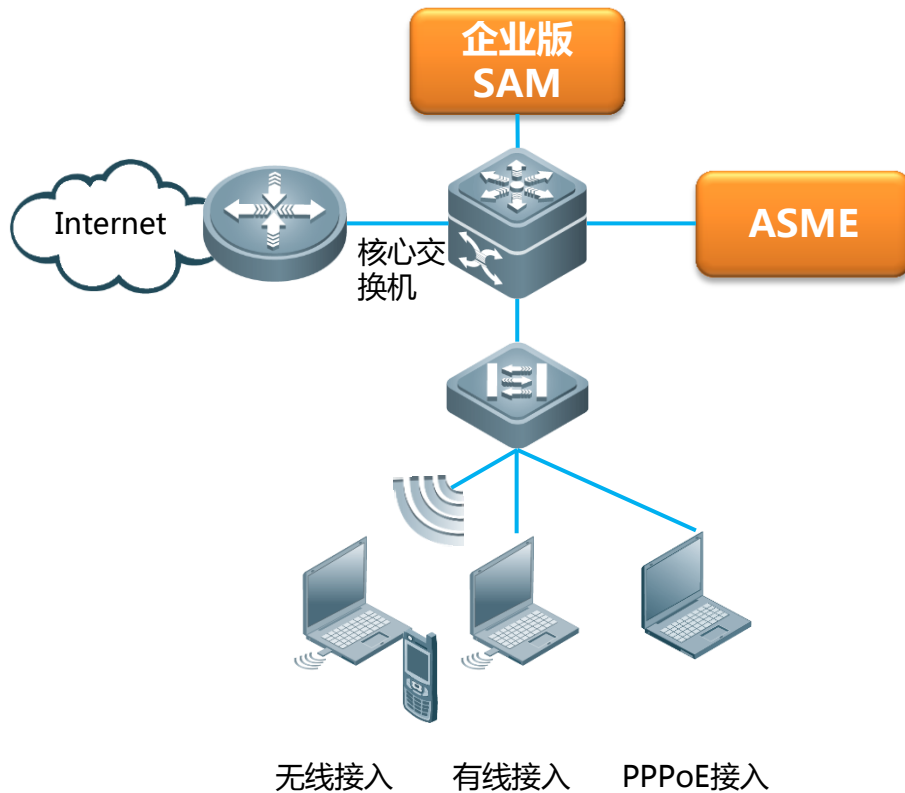 企业版
SAM
Internet
核心交
换机
ASME
无线接入
有线接入
PPPoE接入